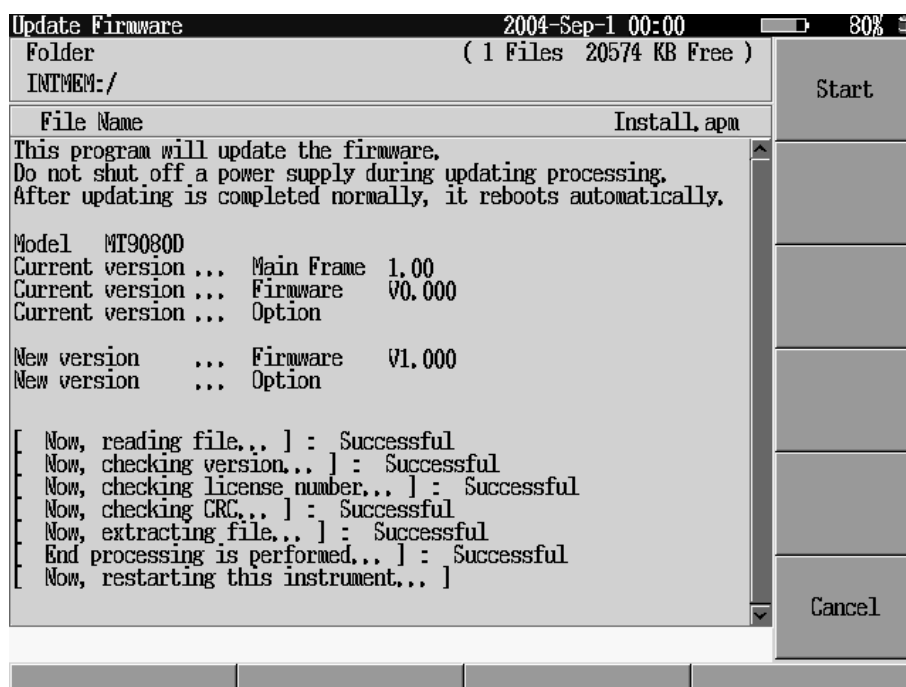 Update Firmware 2004-Sep-1 00:00 80%
Folder ( 1 Files 20574 KB Free )
INTMEM:/
Start
File Name Install.apm
This program will update the firmware.
Do not shut off a power supply during updating processing.
After updating is completed normally, it reboots automatically.
Model MT9080D
Current version ... Main Frame 1.00
Current version ... Firmware V0.000
Current version ... Option
New version ... Firmware V1.000
New version ... Option
[ Now, reading file... ] : Successful
[ Now, checking version... ] : Successful
[ Now, checking license number... ] : Successful
[ Now, checking CRC... ] : Successful
[ Now, extracting file... ] : Successful
[ End processing is performed... ] : Successful
[ Now, restarting this instrument... ]
Cancel